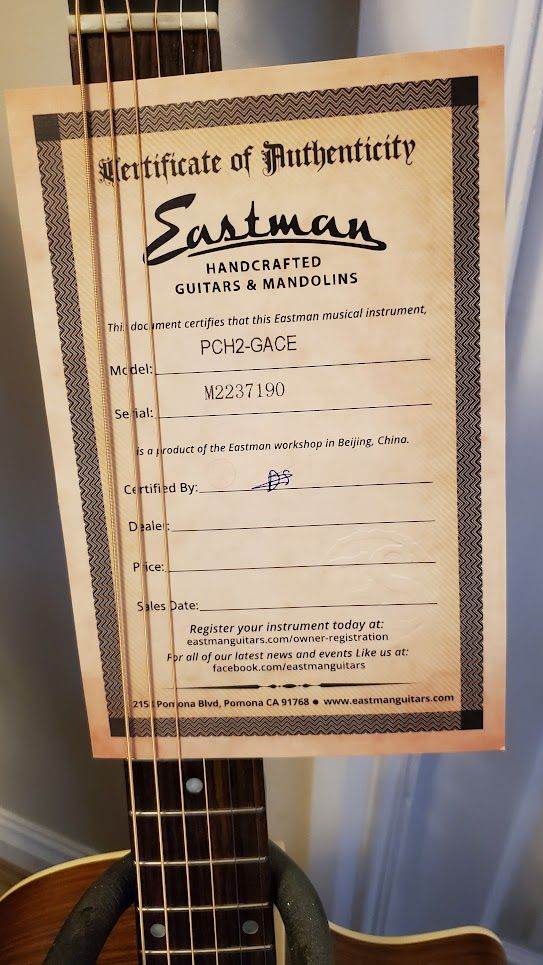 Certificate of Authenticity
Eastman
HANDCRAFTED
GUITARS & MANDOLINS
This document certifies that this Eastman musical instrument,
PCH2-GACE
Model:
M2237190
Serial:
is a product of the Eastman workshop in Beijing, China.
Certified By:
Dealer:
Price:
Sales Date:
Register your instrument today at:
eastmanguitars.com/owner-registration
For all of our latest news and events Like us at:
facebook.com/eastmanguitars
Pomona Blvd, Pomona CA 91768 ● www.eastmanguitars.com